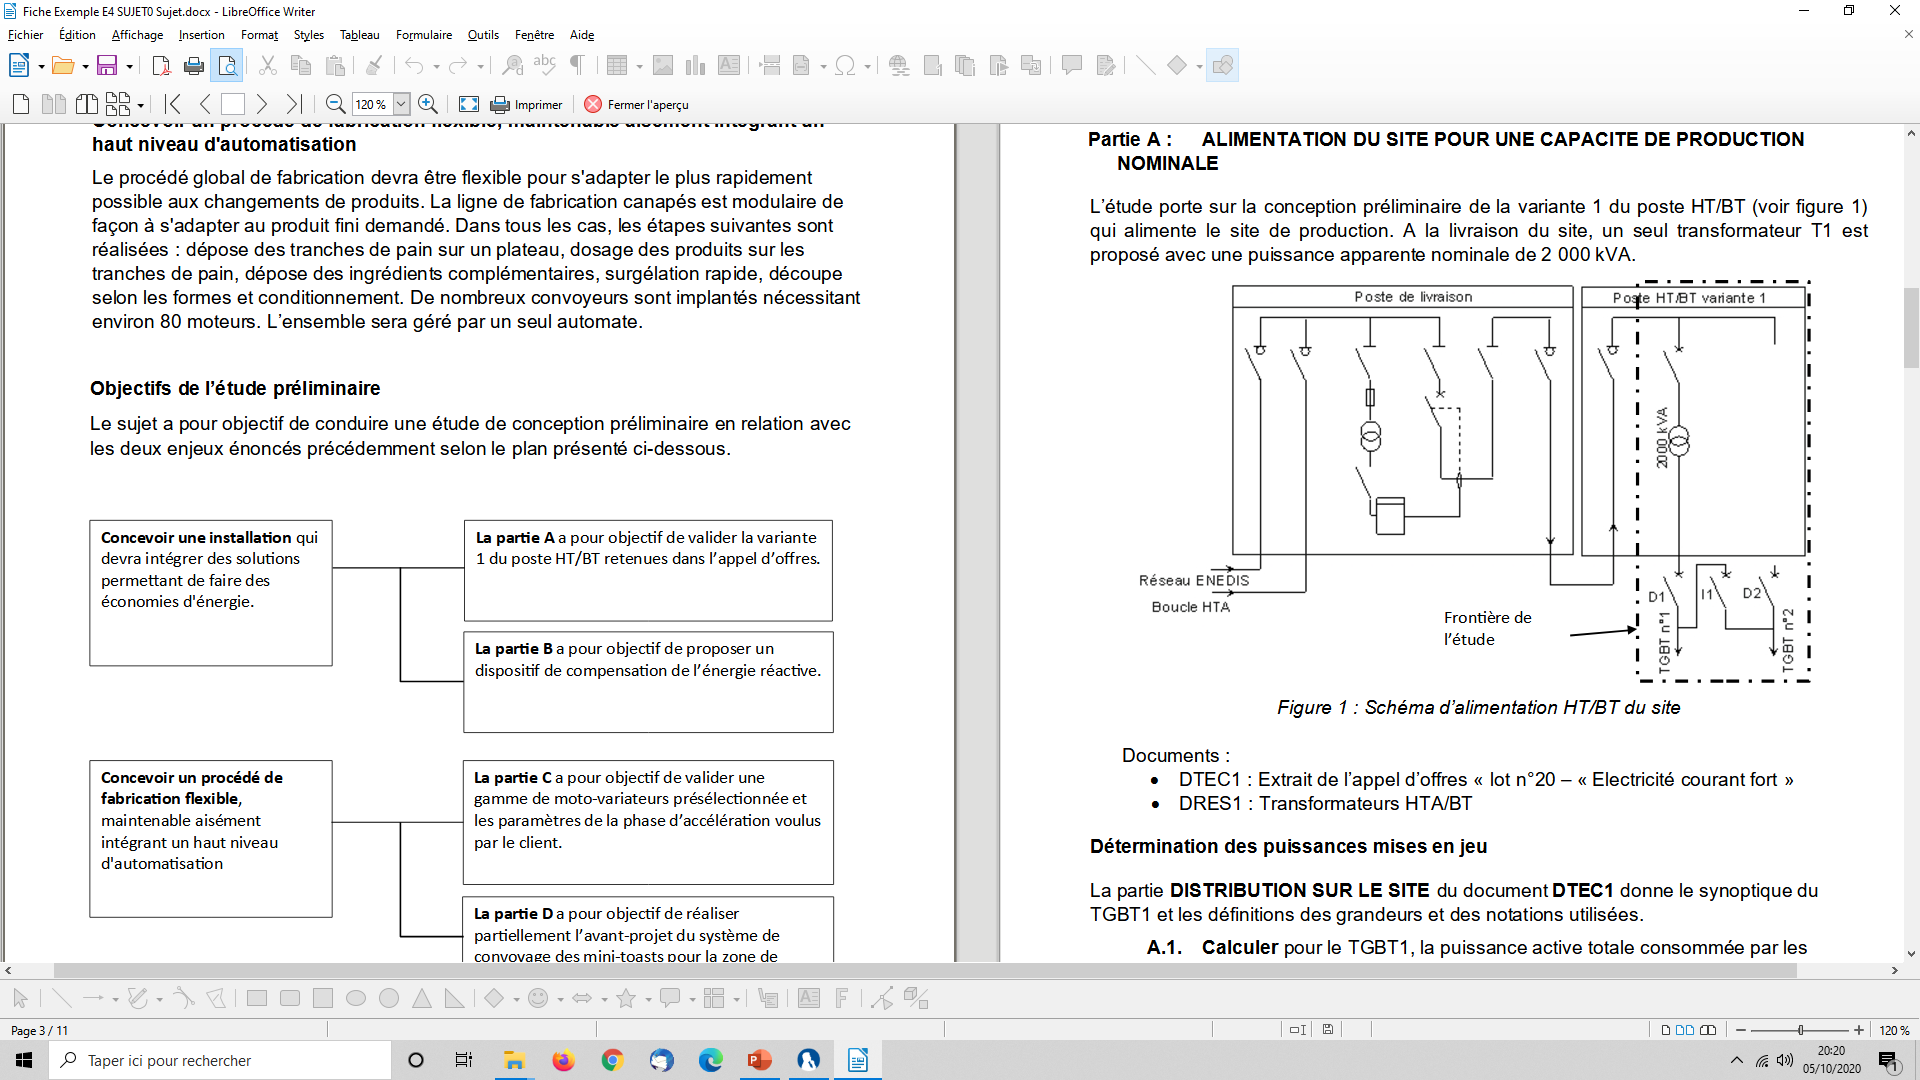 Fiche Exemple E4 SUJET0 Sujet.docx - LibreOffice Writer
Fichier Édition Affichage Insertion Format Styles Tableau Formulaire Outils Fenêtre Aide
120 % Imprimer Fermer l'aperçu
Concevoir un procédé de fabrication flexible, maintenable aisément intégrant un
haut niveau d'automatisation
Le procédé global de fabrication devra être flexible pour s'adapter le plus rapidement
possible aux changements de produits. La ligne de fabrication canapés est modulaire de
façon à s'adapter au produit fini demandé. Dans tous les cas, les étapes suivantes sont
réalisées : dépose des tranches de pain sur un plateau, dosage des produits sur les
tranches de pain, dépose des ingrédients complémentaires, surgélation rapide, découpe
selon les formes et conditionnement. De nombreux convoyeurs sont implantés nécessitant
environ 80 moteurs. L'ensemble sera géré par un seul automate.
Objectifs de l'étude préliminaire
Le sujet a pour objectif de conduire une étude de conception préliminaire en relation avec
les deux enjeux énoncés précédemment selon le plan présenté ci-dessous.
Concevoir une installation qui
devra intégrer des solutions
permettant de faire des
économies d'énergie.
La partie A a pour objectif de valider la variante
1 du poste HT/BT retenues dans l'appel d'offres.
La partie B a pour objectif de proposer un
dispositif de compensation de l'énergie réactive.
Concevoir un procédé de
fabrication flexible,
maintenable aisément
intégrant un haut niveau
d'automatisation
La partie C a pour objectif de valider une
gamme de moto-variateurs présélectionnée et
les paramètres de la phase d'accélération voulus
par le client.
La partie D a pour objectif de réaliser
partiellement l'avant-projet du système de
convoyage des mini-toasts pour la zone de
Partie A : ALIMENTATION DU SITE POUR UNE CAPACITE DE PRODUCTION
NOMINALE
L'étude porte sur la conception préliminaire de la variante 1 du poste HT/BT (voir figure 1)
qui alimente le site de production. A la livraison du site, un seul transformateur T1 est
proposé avec une puissance apparente nominale de 2 000 kVA.
Poste de livraison
Poste HT/BT variante 1
2000 kVA
Réseau ENEDIS
Boucle HTA
Frontière de
l'étude
D1
I1
D2
TGBT n°1
TGBT n°2
Figure 1 : Schéma d'alimentation HT/BT du site
Documents :
• DTEC1 : Extrait de l'appel d'offres « lot n°20 – « Electricité courant fort »
• DRES1 : Transformateurs HTA/BT
Détermination des puissances mises en jeu
La partie DISTRIBUTION SUR LE SITE du document DTEC1 donne le synoptique du
TGBT1 et les définitions des grandeurs et des notations utilisées.
A.1. Calculer pour le TGBT1, la puissance active totale consommée par les
Page 3 / 11
120 %
Taper ici pour rechercher
20:20
05/10/2020